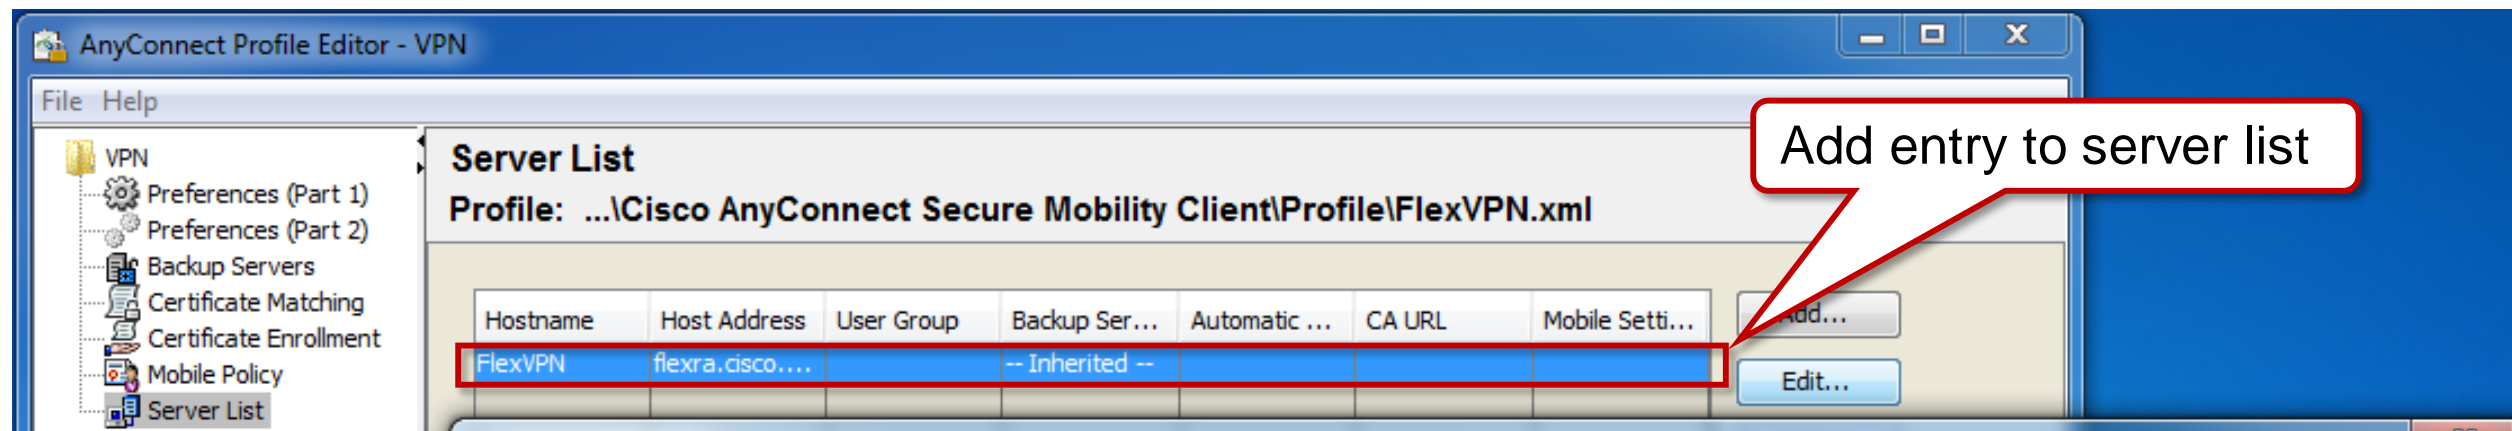 AnyConnect Profile Editor - VPN
File Help
Add entry to server list
VPN
Preferences (Part 1)
Preferences (Part 2)
Backup Servers
Certificate Matching
Certificate Enrollment
Mobile Policy
Server List
Server List
Profile: ...\Cisco AnyConnect Secure Mobility Client\Profile\FlexVPN.xml
Hostname Host Address User Group Backup Ser... Automatic ... CA URL Mobile Setti...
FlexVPN flexra.cisco.... -- Inherited --
Add...
Edit...